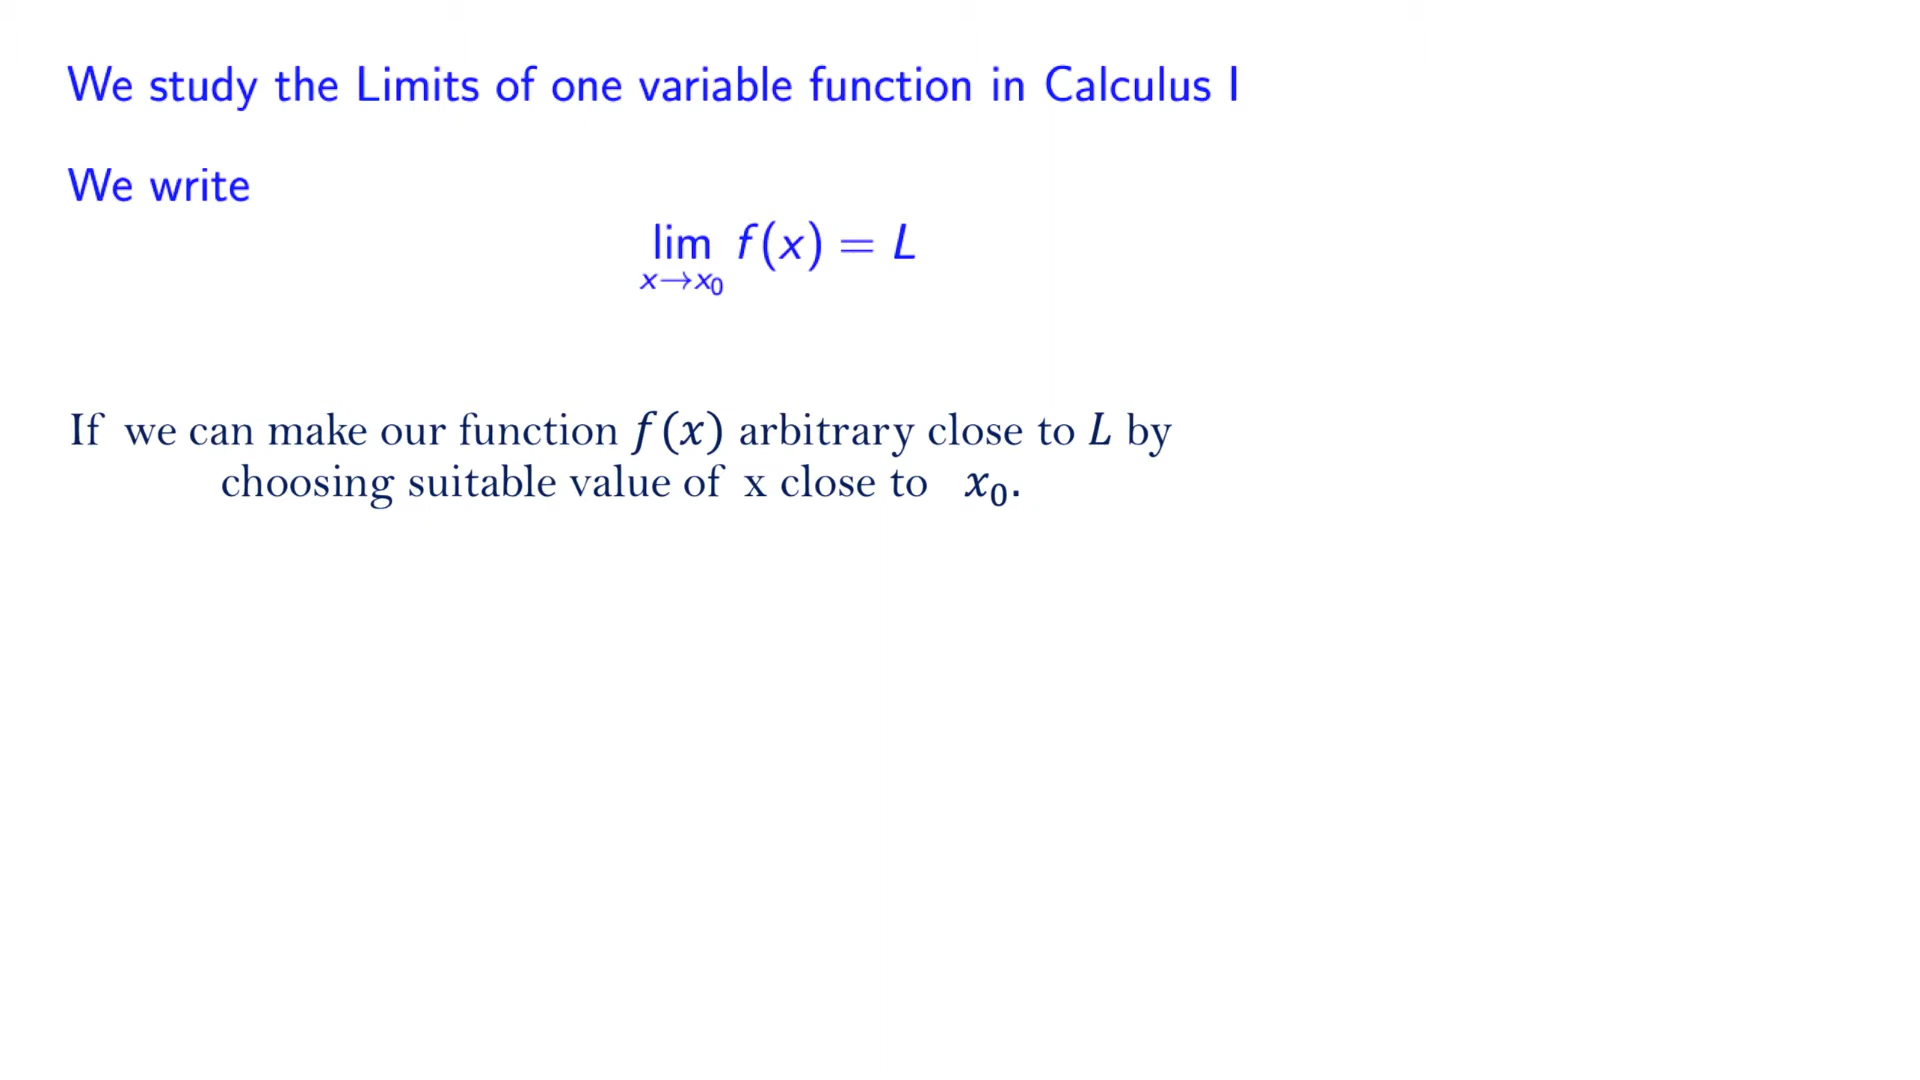 We study the Limits of one variable function in Calculus I
We write
lim f(x) = L
x→x₀
If we can make our function f(x) arbitrary close to L by
choosing suitable value of x close to x₀.